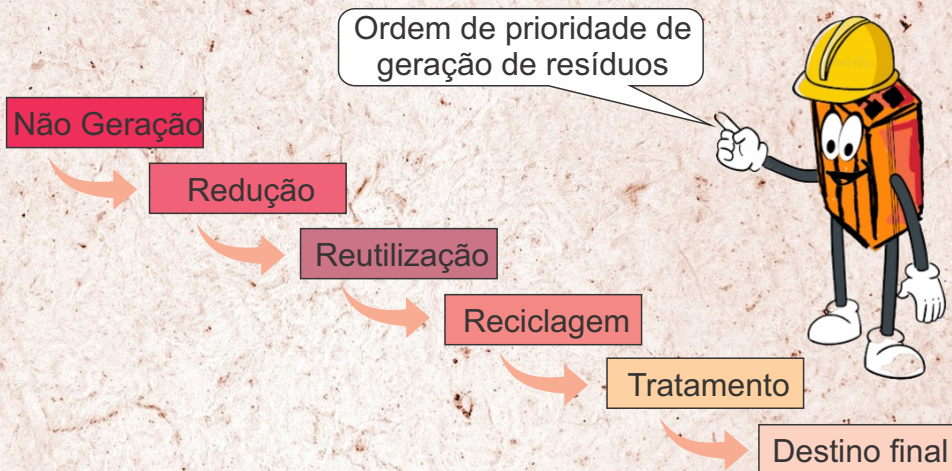 Ordem de prioridade de
geração de resíduos
Não Geração
Redução
Reutilização
Reciclagem
Tratamento
Destino final